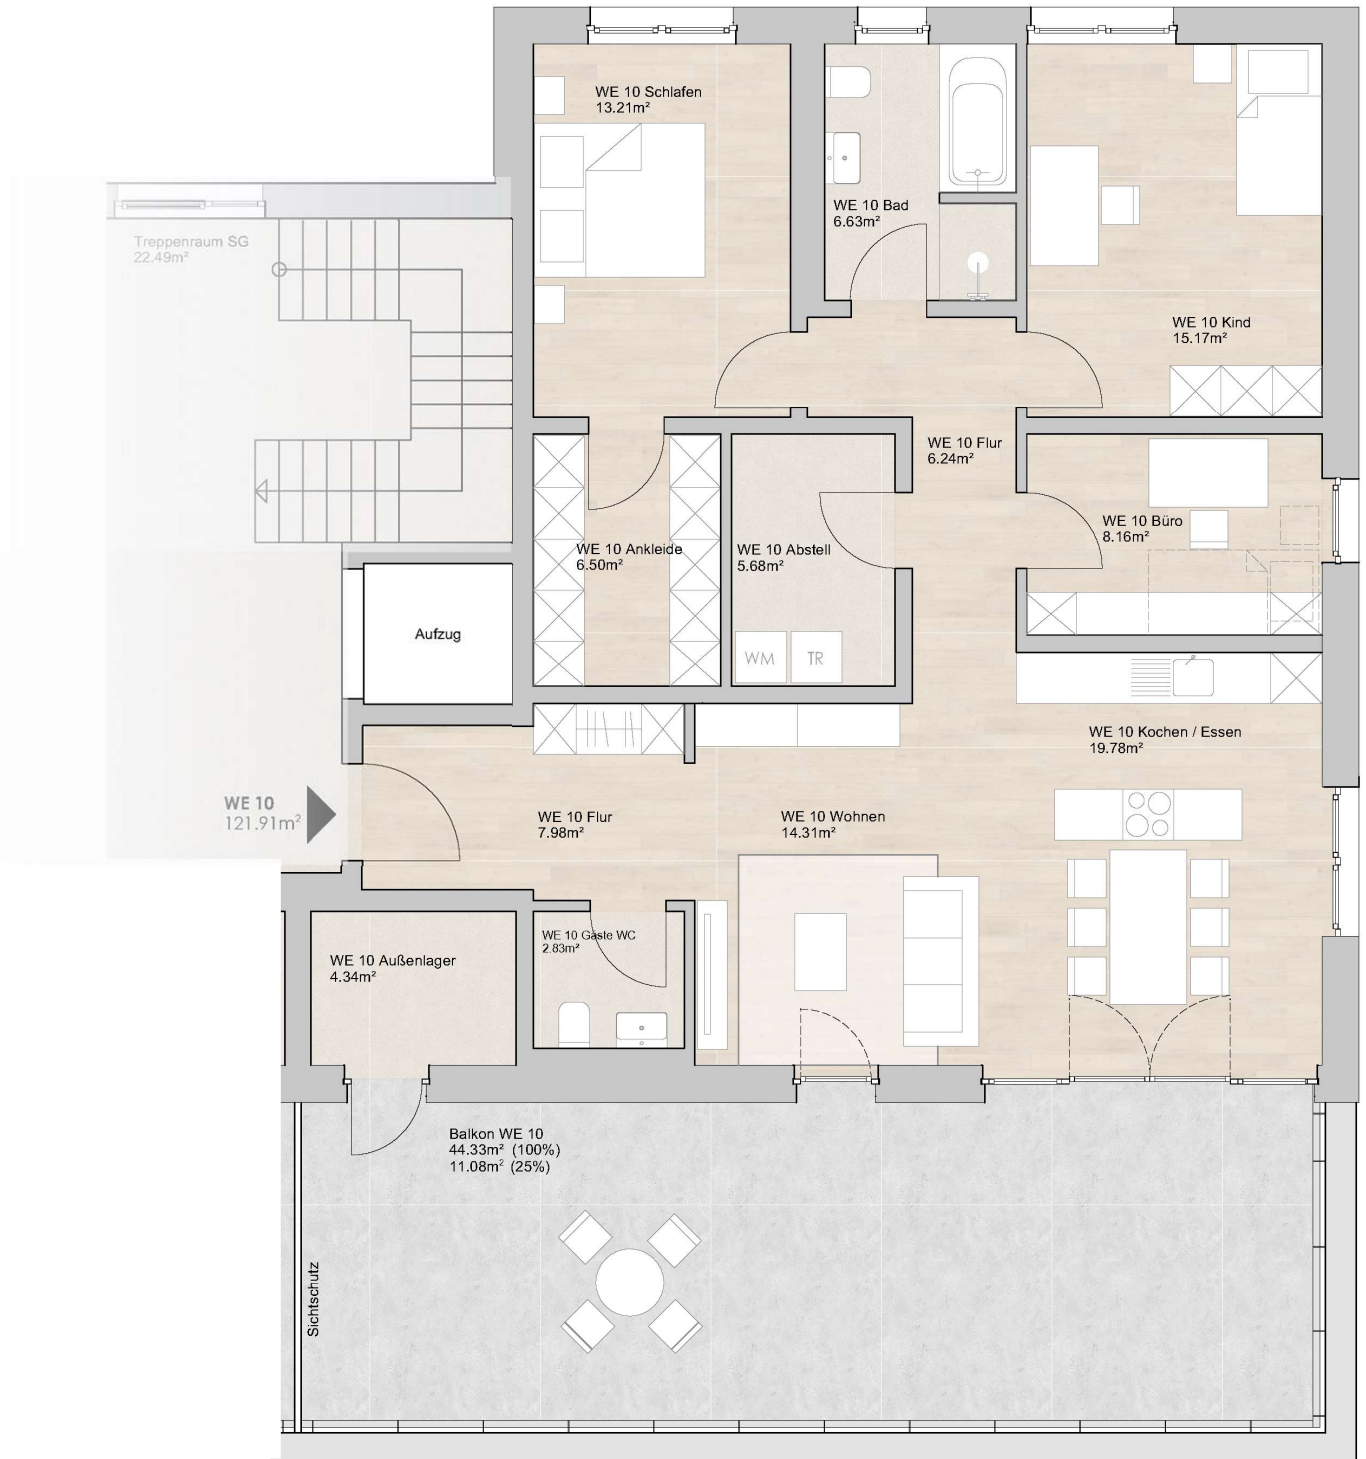 WE 10 Schlafen
13.21m²
WE 10 Bad
6.63m²
Treppenraum SG
22.49m²
WE 10 Kind
15.17m²
WE 10 Flur
6.24m²
WE 10 Büro
8.16m²
WE 10 Ankleide
6.50m²
WE 10 Abstell
5.68m²
Aufzug
WM
TR
WE 10 Kochen / Essen
19.78m²
WE 10
121.91m²
WE 10 Flur
7.98m²
WE 10 Wohnen
14.31m²
WE 10 Gäste WC
2.83m²
WE 10 Außenlager
4.34m²
Balkon WE 10
44.33m² (100%)
11.08m² (25%)
Sichtschutz